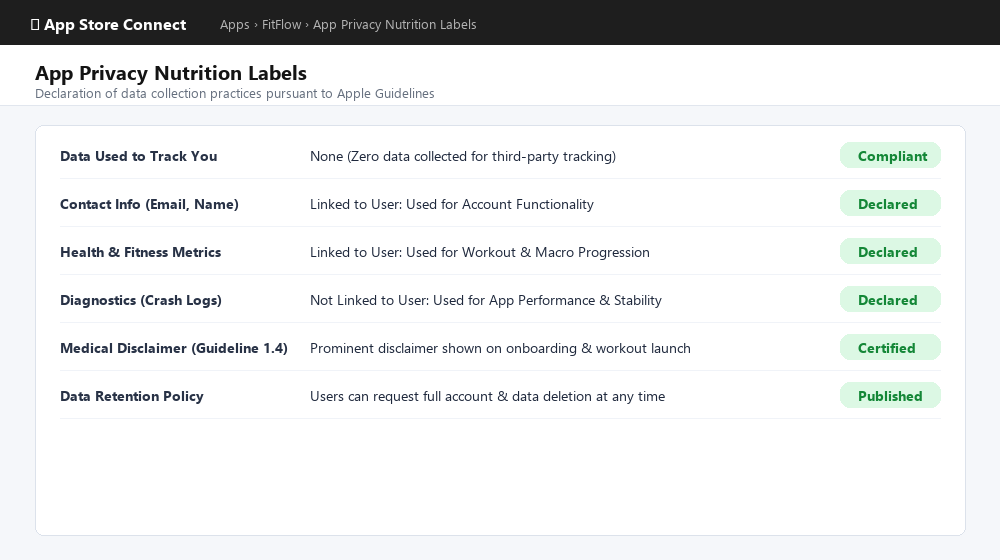 App Store Connect
Apps › FitFlow › App Privacy Nutrition Labels
App Privacy Nutrition Labels
Declaration of data collection practices pursuant to Apple Guidelines
Data Used to Track You None (Zero data collected for third-party tracking) Compliant
Contact Info (Email, Name) Linked to User: Used for Account Functionality Declared
Health & Fitness Metrics Linked to User: Used for Workout & Macro Progression Declared
Diagnostics (Crash Logs) Not Linked to User: Used for App Performance & Stability Declared
Medical Disclaimer (Guideline 1.4) Prominent disclaimer shown on onboarding & workout launch Certified
Data Retention Policy Users can request full account & data deletion at any time Published